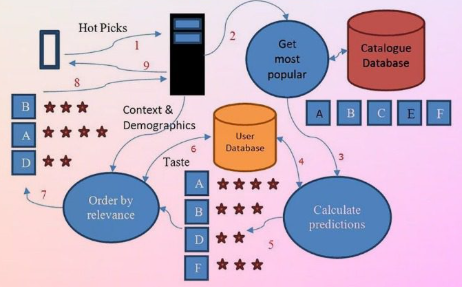 Hot Picks
1
2
9
8
Get
most
popular
Catalogue
Database
B
A
D
Context &
Demographics
A B C E F
User
Database
6
Taste
4
3
7
Order by
relevance
A
B
D
F
5
Calculate
predictions